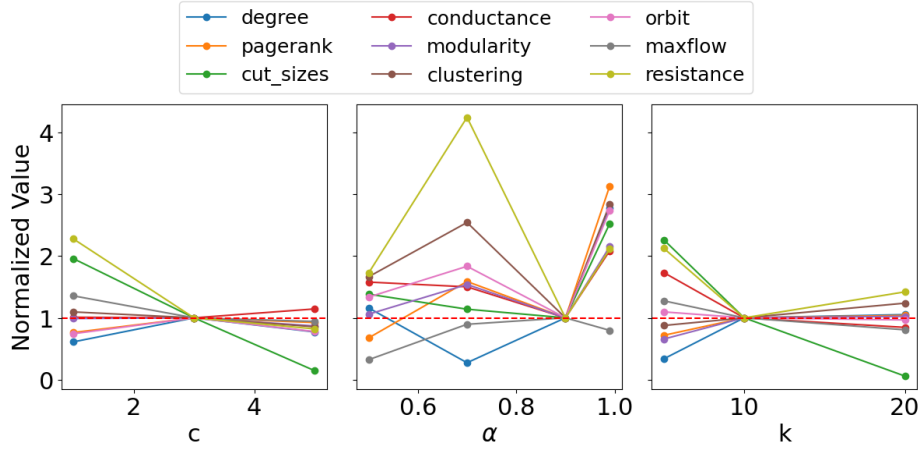 degree conductance orbit
pagerank modularity maxflow
cut_sizes clustering resistance
Normalized Value
4
3
2
1
0
2 4
c
0.6 0.8 1.0
α
10 20
k